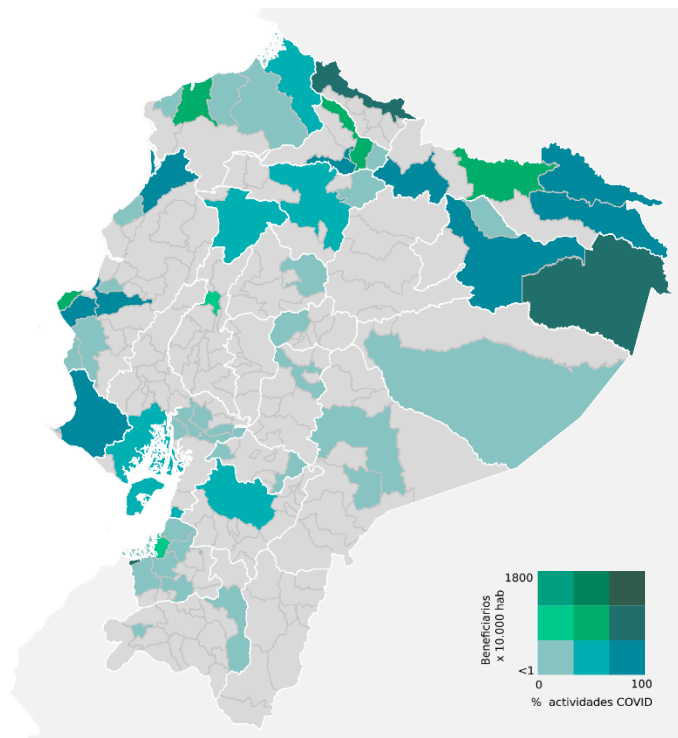 1800
Beneficiarios
x 10.000 hab
<1
0
100
% actividades COVID